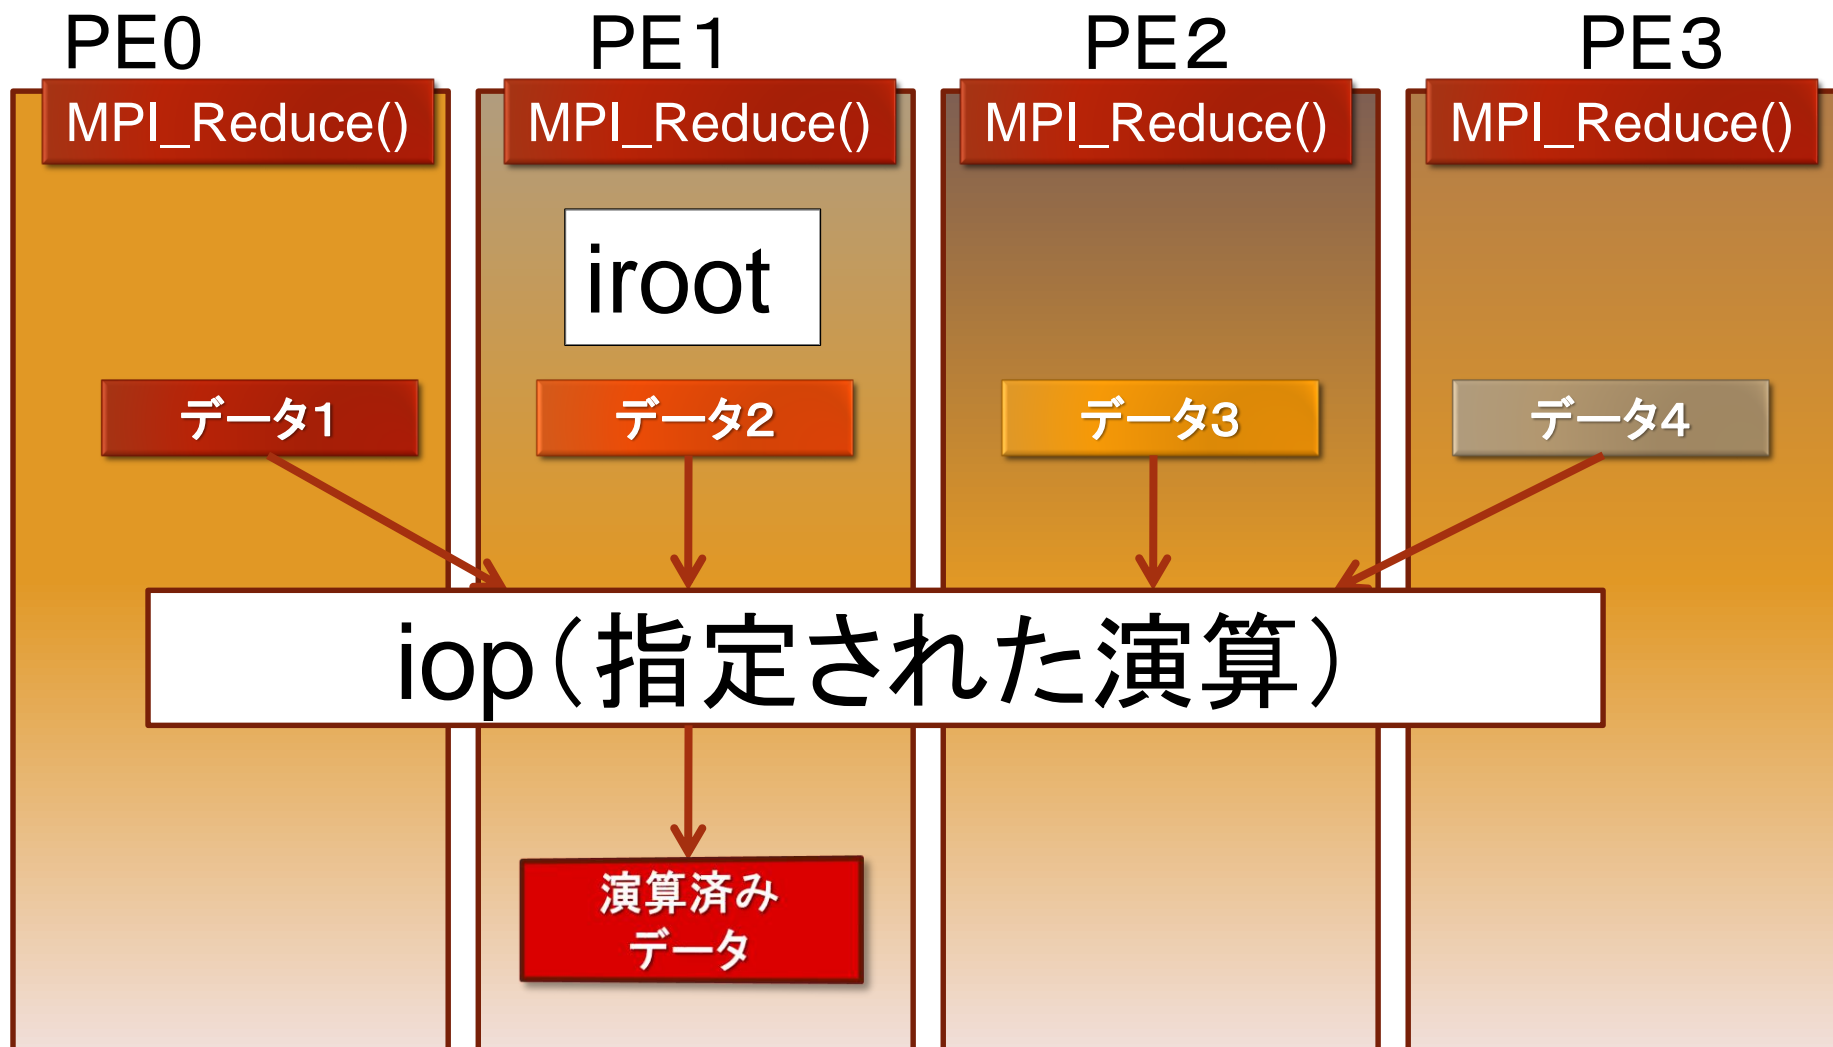 PE0
PE1
PE2
PE3
MPI_Reduce()
MPI_Reduce()
MPI_Reduce()
MPI_Reduce()
iroot
データ1
データ2
データ3
データ4
iop（指定された演算）
演算済み
データ